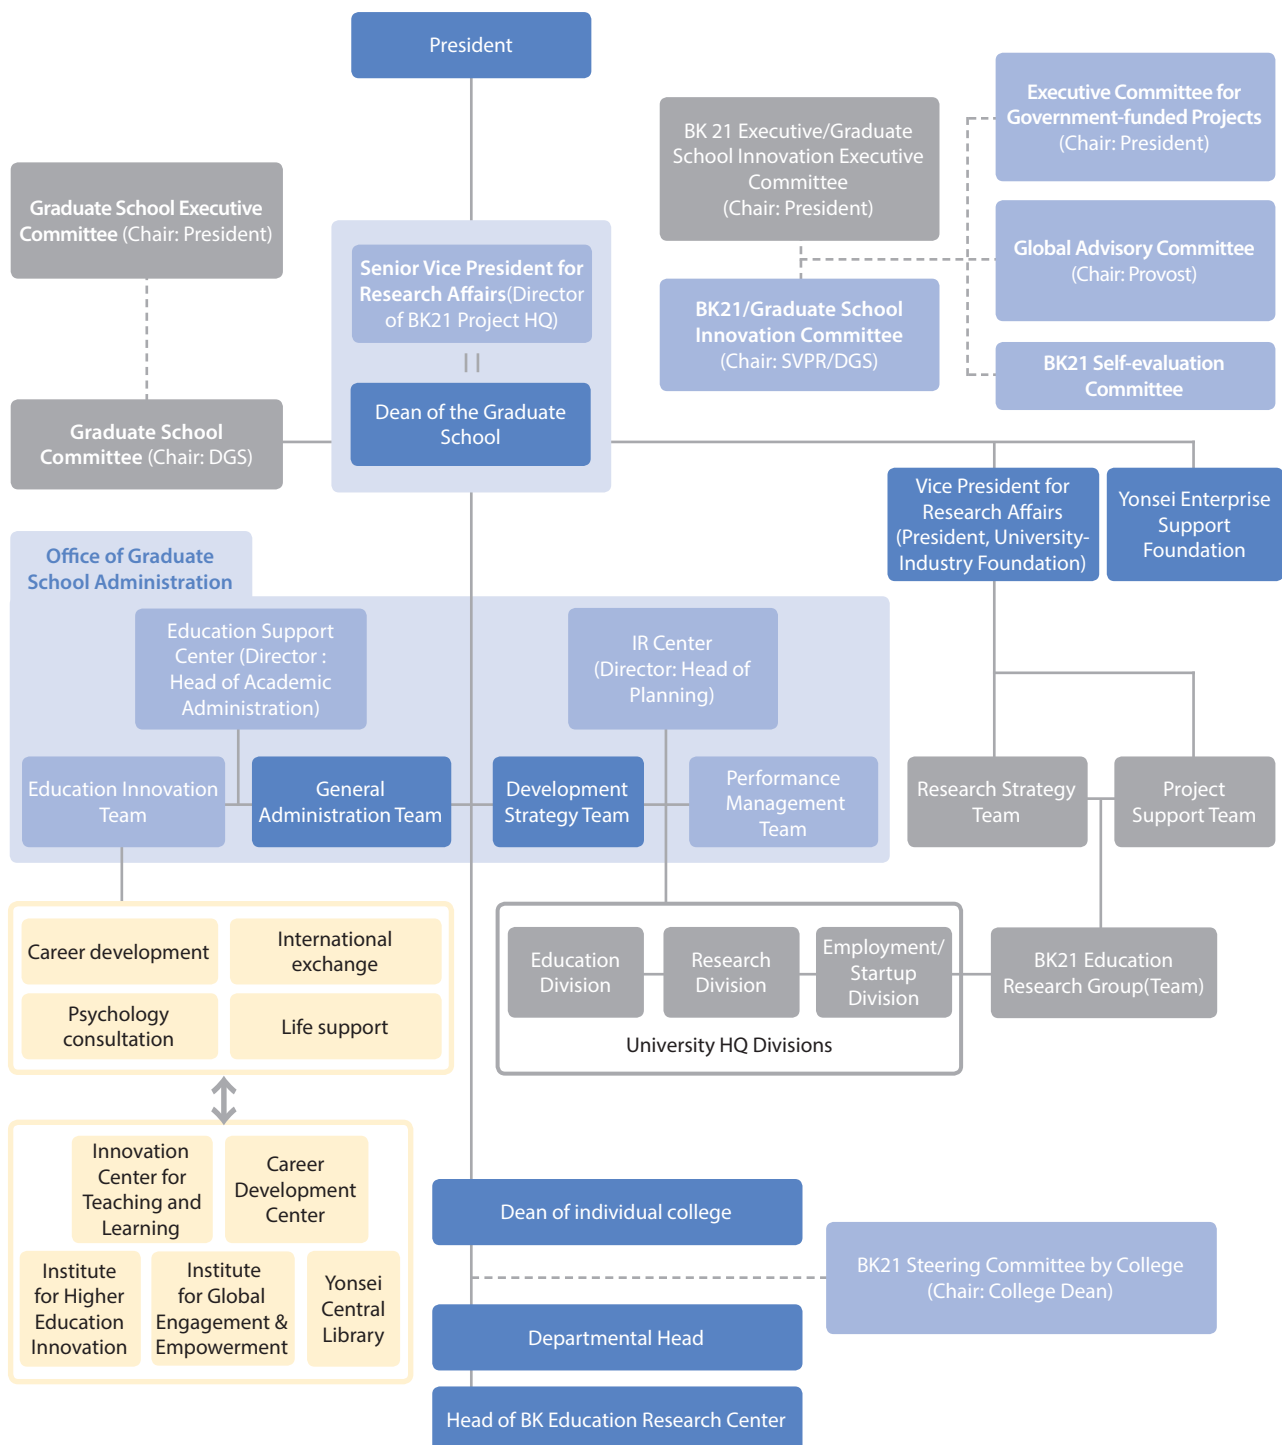 President
Executive Committee for
Government-funded Projects
(Chair: President)
BK 21 Executive/Graduate
School Innovation Executive
Committee
(Chair: President)
Graduate School Executive
Committee (Chair: President)
Global Advisory Committee
(Chair: Provost)
Senior Vice President for
Research Affairs(Director
of BK21 Project HQ)
BK21/Graduate School
Innovation Committee
(Chair: SVPR/DGS)
BK21 Self-evaluation
Committee
Dean of the Graduate
School
Graduate School
Committee (Chair: DGS)
Vice President for
Research Affairs
(President, University-
Industry Foundation)
Yonsei Enterprise
Support
Foundation
Office of Graduate
School Administration
Education Support
Center (Director :
Head of Academic
Administration)
IR Center
(Director: Head of
Planning)
Education Innovation
Team
General
Administration Team
Development
Strategy Team
Performance
Management
Team
Research Strategy
Team
Project
Support Team
Career development
International
exchange
Psychology
consultation
Life support
Education
Division
Research
Division
Employment/
Startup
Division
University HQ Divisions
BK21 Education
Research Group(Team)
Innovation
Center for
Teaching and
Learning
Career
Development
Center
Institute
for Higher
Education
Innovation
Institute
for Global
Engagement &
Empowerment
Yonsei
Central
Library
Dean of individual college
BK21 Steering Committee by College
(Chair: College Dean)
Departmental Head
Head of BK Education Research Center